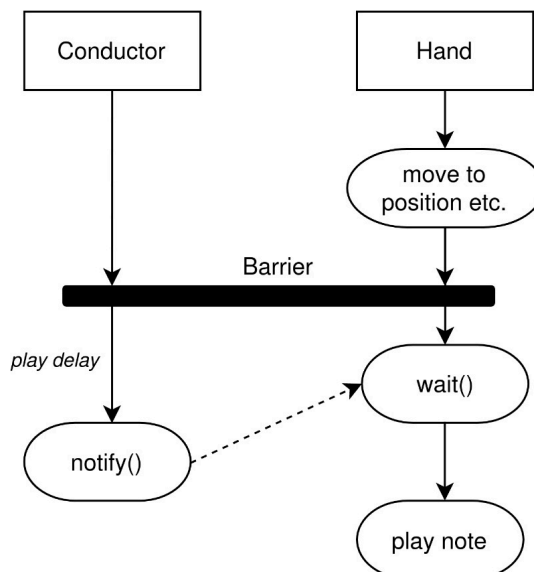 Conductor
Hand
move to
position etc.
Barrier
play delay
wait()
notify()
play note